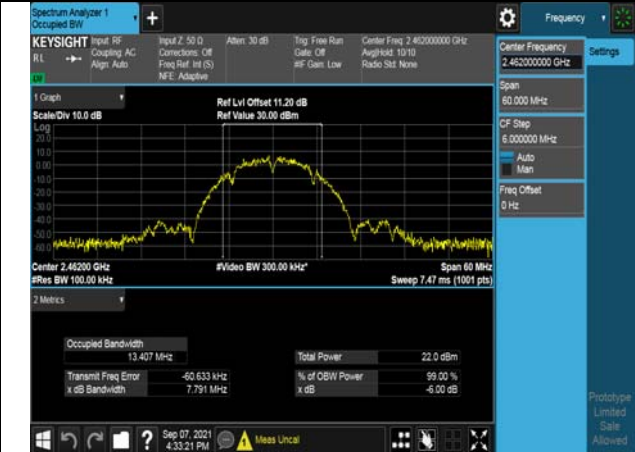 Spectrum Analyzer 1
Occupied BW
+
Frequency
KEYSIGHT
RL
Input: RF
Coupling: AC
Align: Auto
Input Z: 50 Ω
Corrections: Off
Freq Ref: Int (S)
NFE: Adaptive
Atten: 30 dB
Trig: Free Run
Gate: Off
#IF Gain: Low
Center Freq: 2.462000000 GHz
Avg|Hold: 10/10
Radio Std: None
Center Frequency
2.462000000 GHz
Settings
Span
60.000 MHz
CF Step
6.000000 MHz
Auto
Man
Freq Offset
0 Hz
1 Graph
Scale/Div 10.0 dB
Ref Lvl Offset 11.20 dB
Ref Value 30.00 dBm
Log
20.0
10.0
0.00
-10.0
-20.0
-30.0
-40.0
-50.0
-60.0
Center 2.46200 GHz
#Res BW 100.00 kHz
#Video BW 300.00 kHz*
Span 60 MHz
Sweep 7.47 ms (1001 pts)
2 Metrics
Occupied Bandwidth
13.407 MHz
Total Power 22.0 dBm
Transmit Freq Error -60.633 kHz
% of OBW Power 99.00 %
x dB Bandwidth 7.791 MHz
x dB -6.00 dB
Prototype
Limited
Sale
Allowed
?
Sep 07, 2021
4:33:21 PM
Meas Uncal